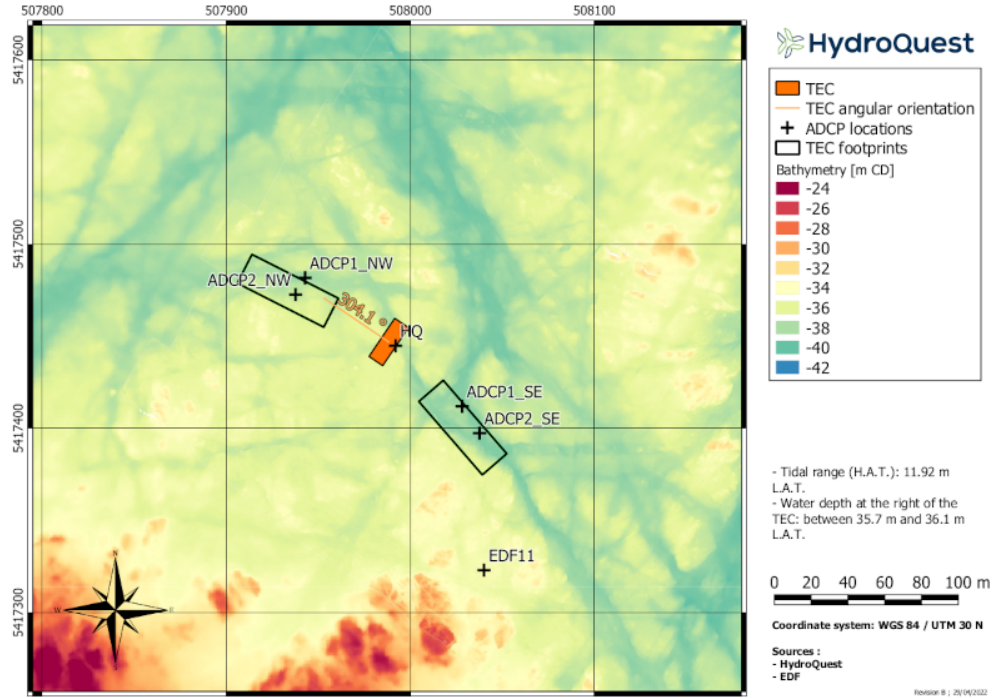 507800
507900
508000
508100
5417600
5417500
5417400
5417300
ADCP1_NW
ADCP2_NW
304.1 °
HQ
ADCP1_SE
ADCP2_SE
EDF11
N
W
E
S
HydroQuest
TEC
TEC angular orientation
ADCP locations
TEC footprints
Bathymetry [m CD]
-24
-26
-28
-30
-32
-34
-36
-38
-40
-42
- Tidal range (H.A.T.): 11.92 m
L.A.T.
- Water depth at the right of the
TEC: between 35.7 m and 36.1 m
L.A.T.
0 20 40 60 80 100 m
Coordinate system: WGS 84 / UTM 30 N
Sources :
- HydroQuest
- EDF
Revision B ; 29/04/2022